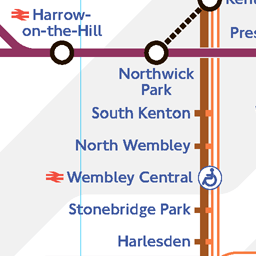 Harrow-
on-the-Hill
Northwick
Park
South Kenton
North Wembley
Wembley Central
Stonebridge Park
Harlesden